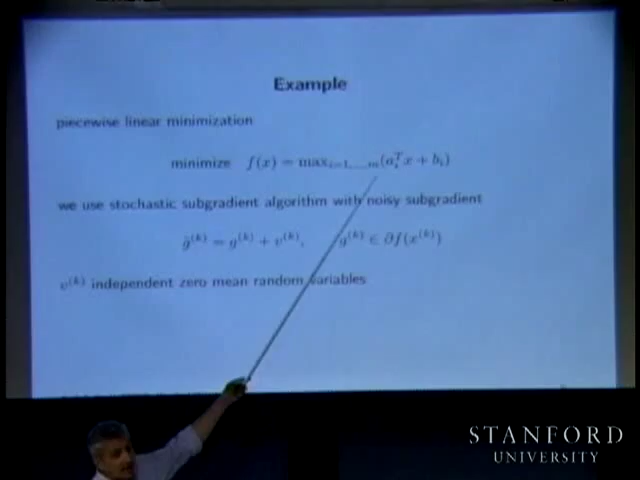 Example
piecewise linear minimization
minimize f(x) = max_{i=1,...,m}(a_i^T x + b_i)
we use stochastic subgradient algorithm with noisy subgradient
g̃^{(k)} = g^{(k)} + v^{(k)}, g^{(k)} ∈ ∂f(x^{(k)})
v^{(k)} independent zero mean random variables
STANFORD
UNIVERSITY